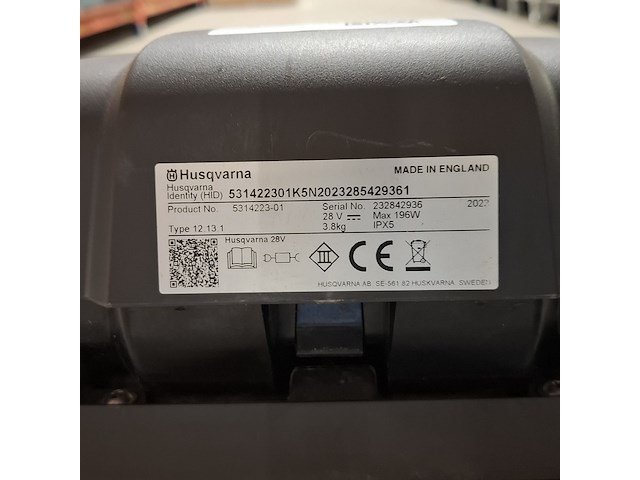 Husqvarna MADE IN ENGLAND
Husqvarna
Identity (HID) 531422301K5N2023285429361
Product No. 5314223-01 Serial No. 232842936
28 V Max 196W
Type 12.13.1 3.8kg IPX5
Husqvarna 28V
III CE
HUSQVARNA AB, SE-561 82 HUSKVARNA, SWEDEN